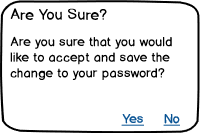 Are You Sure?
Are you sure that you would
like to accept and save the
change to your password?
Yes No